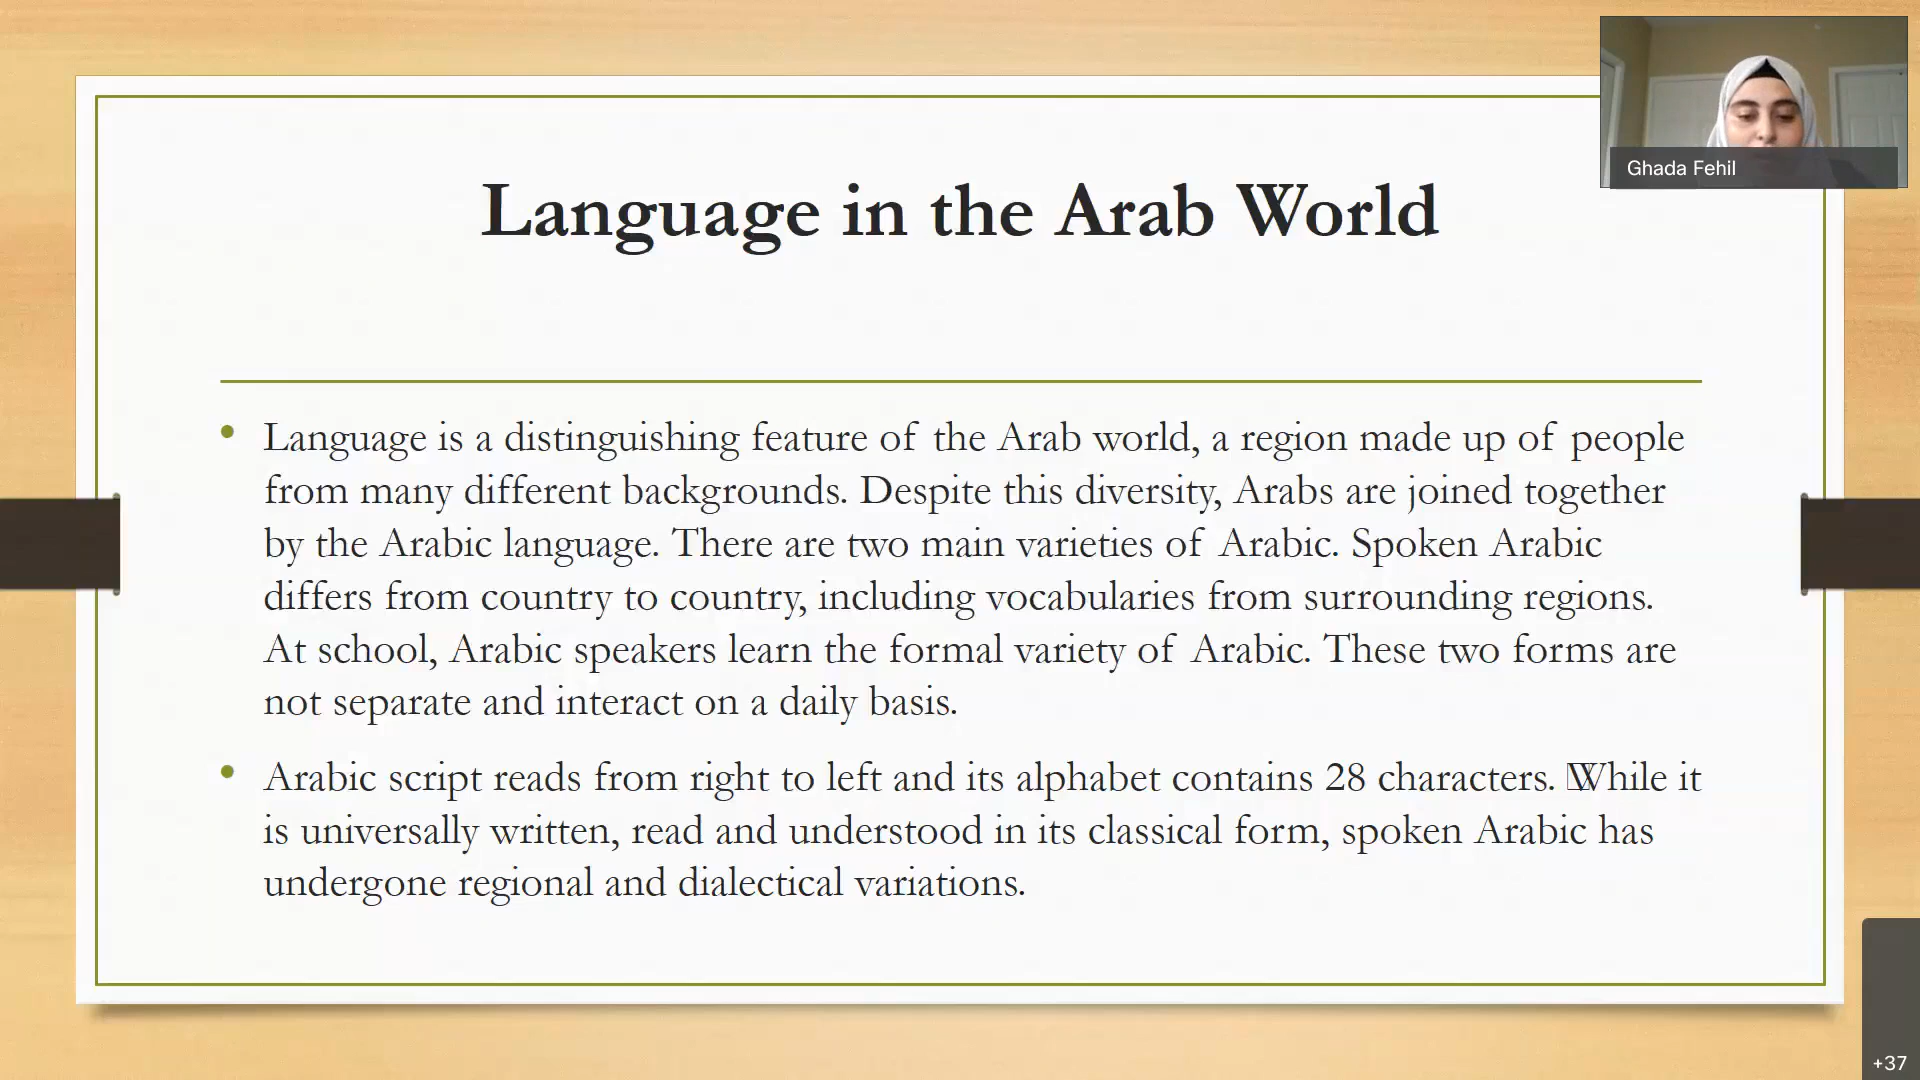 Language in the Arab World
Ghada Fehil
• Language is a distinguishing feature of the Arab world, a region made up of people
from many different backgrounds. Despite this diversity, Arabs are joined together
by the Arabic language. There are two main varieties of Arabic. Spoken Arabic
differs from country to country, including vocabularies from surrounding regions.
At school, Arabic speakers learn the formal variety of Arabic. These two forms are
not separate and interact on a daily basis.
• Arabic script reads from right to left and its alphabet contains 28 characters. While it
is universally written, read and understood in its classical form, spoken Arabic has
undergone regional and dialectical variations.
+37